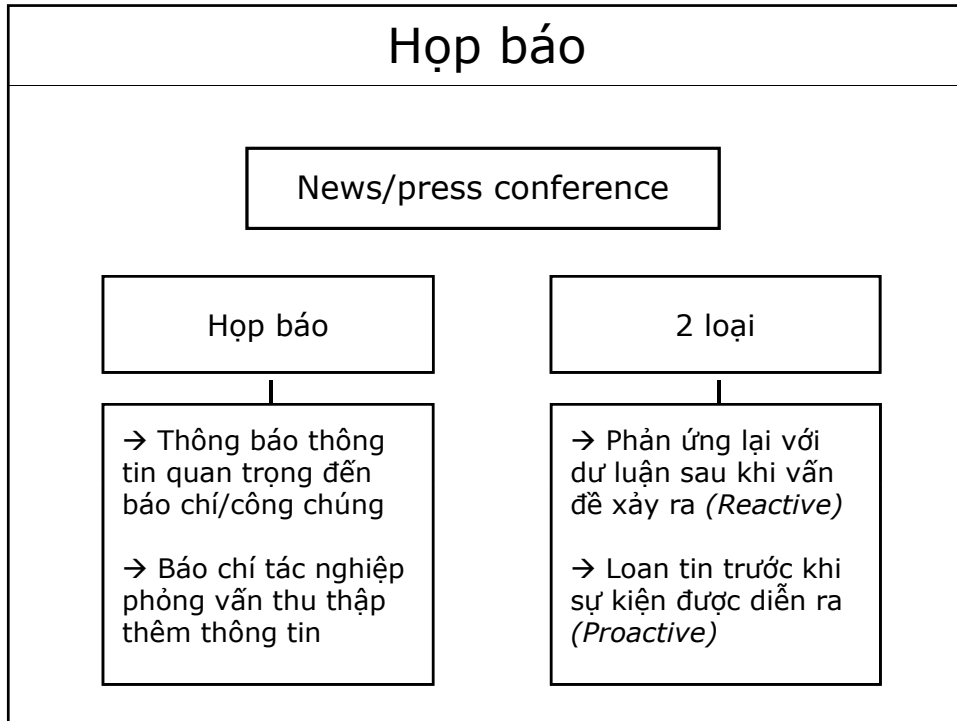 Họp báo
News/press conference
Họp báo
→ Thông báo thông
tin quan trọng đến
báo chí/công chúng
→ Báo chí tác nghiệp
phỏng vấn thu thập
thêm thông tin
2 loại
→ Phản ứng lại với
dư luận sau khi vấn
đề xảy ra (Reactive)
→ Loan tin trước khi
sự kiện được diễn ra
(Proactive)